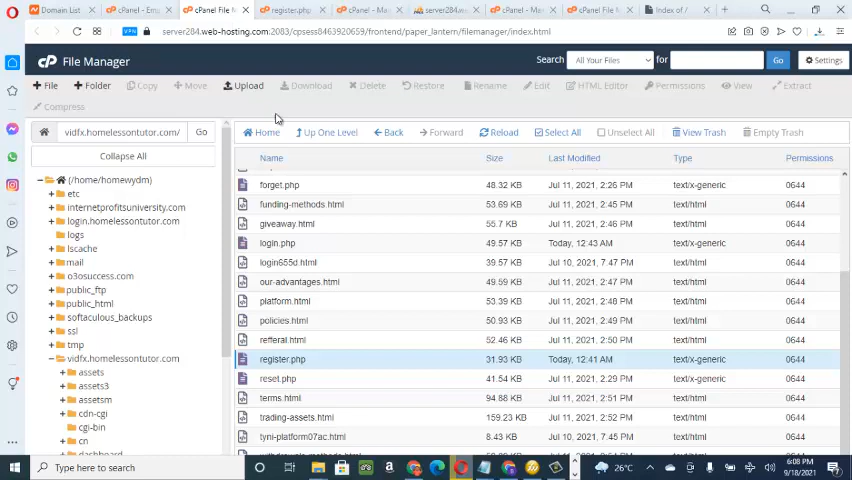 Domain List
cPanel - Em
cPanel File M
register.php
cPanel - Ma
server284.we
cPanel - Ma
cPanel File M
Index of /
VPN
server284.web-hosting.com:2083/cpsess8463920659/frontend/paper_lantern/filemanager/index.html
File Manager
Search
All Your Files
for
Go
Settings
File
Folder
Copy
Move
Upload
Download
Delete
Restore
Rename
Edit
HTML Editor
Permissions
View
Extract
Compress
vidfx.homelessontutor.com/
Go
Home
Up One Level
Back
Forward
Reload
Select All
Unselect All
View Trash
Empty Trash
Collapse All
Name Size Last Modified Type Permissions
(/home/homewydm)
etc
internetprofitsuniversity.com
login.homelessontutor.com
logs
lscache
mail
o3osuccess.com
public_ftp
public_html
softaculous_backups
ssl
tmp
vidfx.homelessontutor.com
assets
assets3
assetsm
cdn-cgi
cgi-bin
cn
dashboard
forget.php 48.32 KB Jul 11, 2021, 2:26 PM text/x-generic 0644
funding-methods.html 53.69 KB Jul 11, 2021, 2:45 PM text/html 0644
giveaway.html 55.7 KB Jul 11, 2021, 2:46 PM text/html 0644
login.php 49.57 KB Today, 12:43 AM text/x-generic 0644
login655d.html 39.57 KB Jul 10, 2021, 7:47 PM text/html 0644
our-advantages.html 49.59 KB Jul 11, 2021, 2:48 PM text/html 0644
platform.html 53.39 KB Jul 11, 2021, 2:48 PM text/html 0644
policies.html 50.93 KB Jul 11, 2021, 2:49 PM text/html 0644
refferal.html 52.46 KB Jul 11, 2021, 2:50 PM text/html 0644
register.php 31.93 KB Today, 12:41 AM text/x-generic 0644
reset.php 41.54 KB Jul 11, 2021, 2:29 PM text/x-generic 0644
terms.html 94.88 KB Jul 11, 2021, 2:51 PM text/html 0644
trading-assets.html 159.23 KB Jul 11, 2021, 2:52 PM text/html 0644
tyni-platform07ac.html 8.43 KB Jul 10, 2021, 7:45 PM text/html 0644
Type here to search
26°C
6:08 PM
9/18/2021